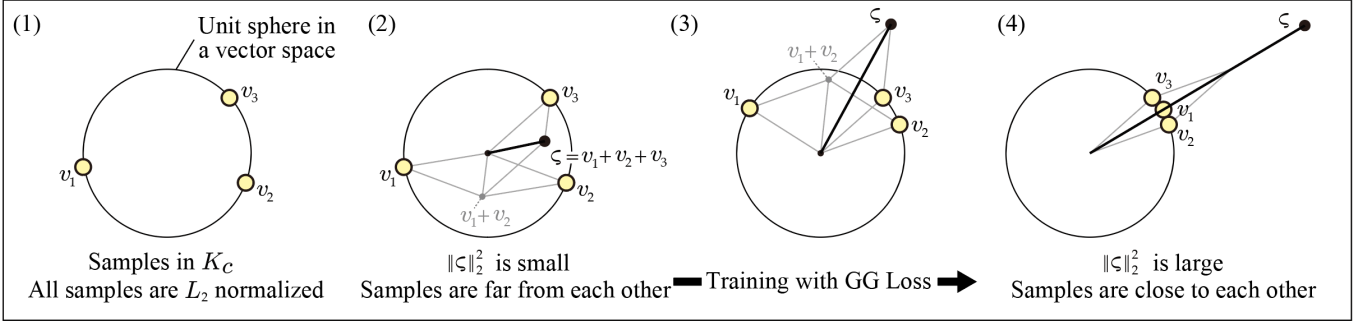 (1)
Unit sphere in
a vector space
v₃
v₁
v₂
Samples in K_c
All samples are L₂ normalized
(2)
v₃
ς = v₁ + v₂ + v₃
v₁
v₂
v₁ + v₂
‖ς‖₂² is small
Samples are far from each other
(3)
ς
v₁ + v₂
v₁
v₃
v₂
Training with GG Loss
(4)
ς
v₃
v₁
v₂
‖ς‖₂² is large
Samples are close to each other